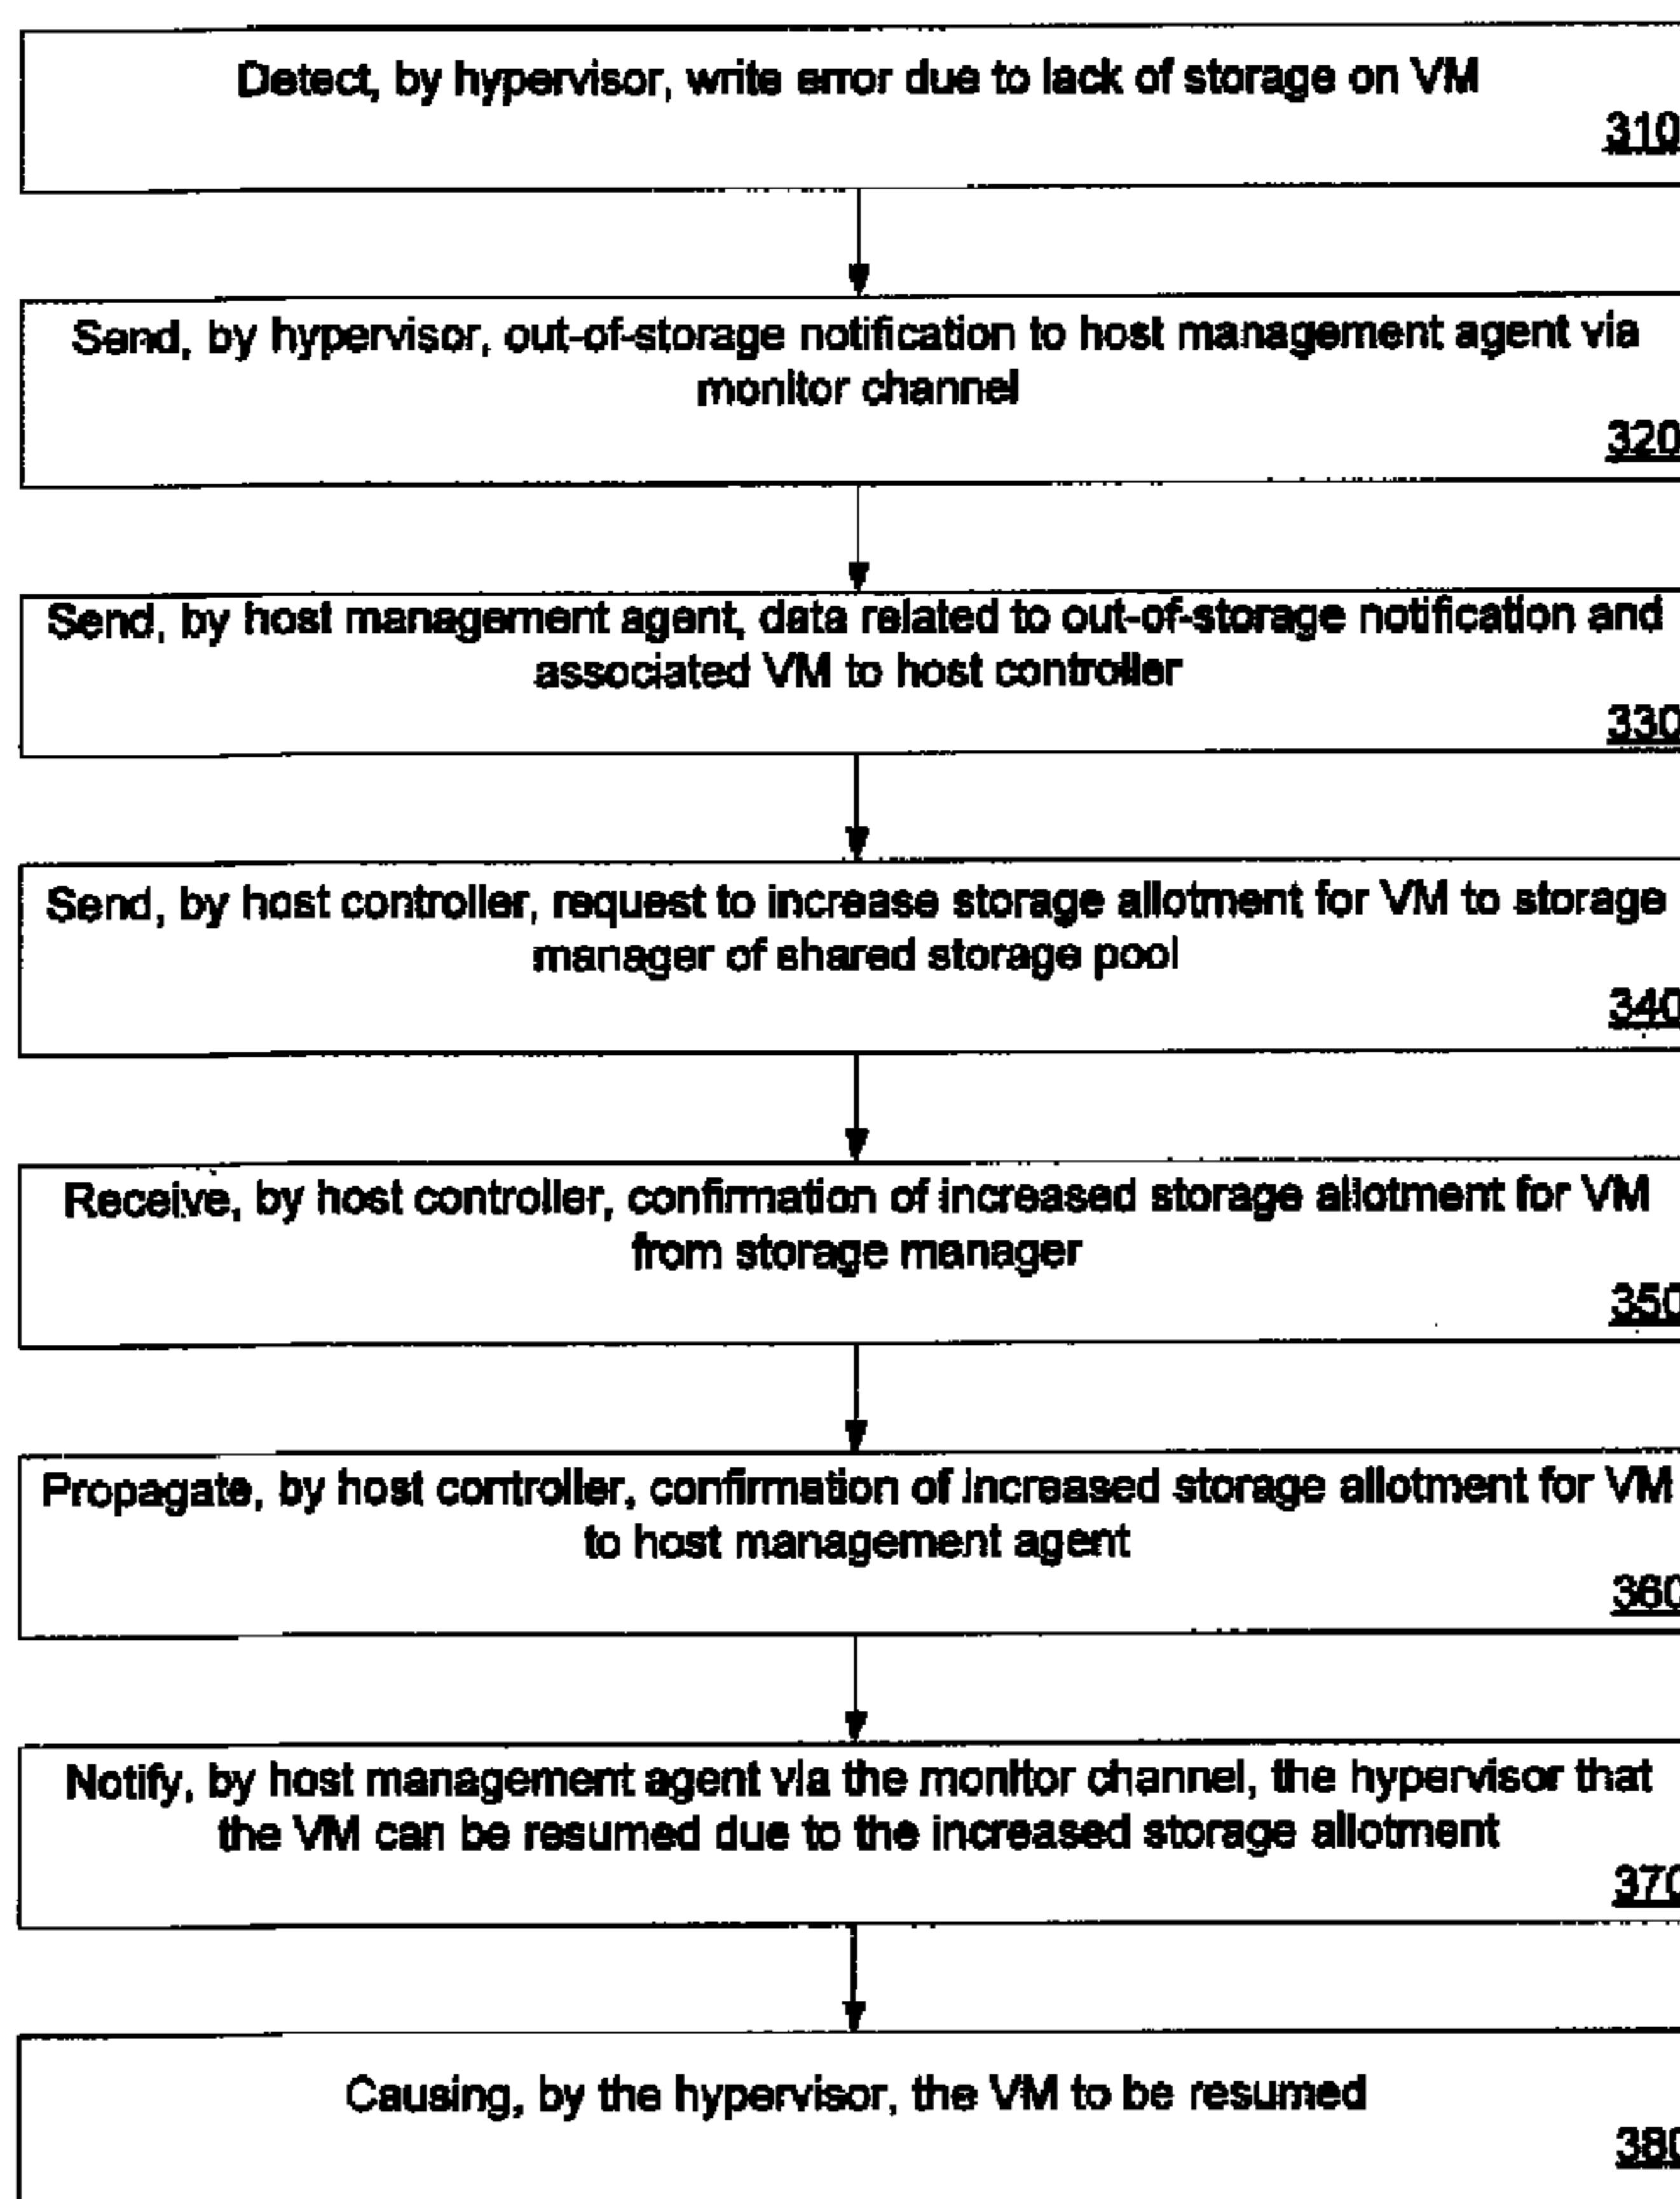 Detect, by hypervisor, write error due to lack of storage on VM
310
Send, by hypervisor, out-of-storage notification to host management agent via
monitor channel
320
Send, by host management agent, data related to out-of-storage notification and
associated VM to host controller
330
Send, by host controller, request to increase storage allotment for VM to storage
manager of shared storage pool
340
Receive, by host controller, confirmation of increased storage allotment for VM
from storage manager
350
Propagate, by host controller, confirmation of increased storage allotment for VM
to host management agent
360
Notify, by host management agent via the monitor channel, the hypervisor that
the VM can be resumed due to the increased storage allotment
370
Causing, by the hypervisor, the VM to be resumed
380